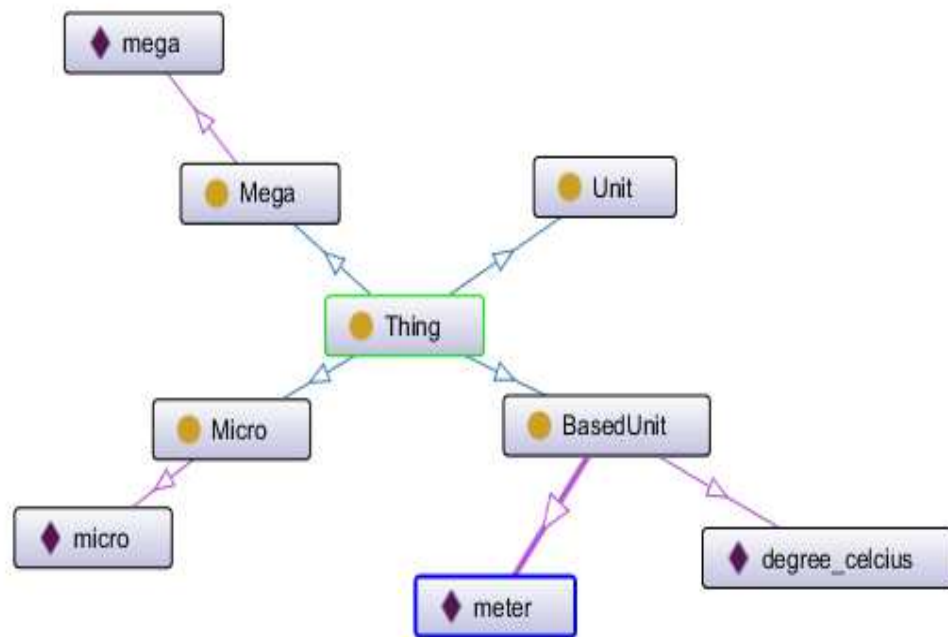 mega
Mega
Unit
Thing
Micro
BasedUnit
micro
degree_celcius
meter